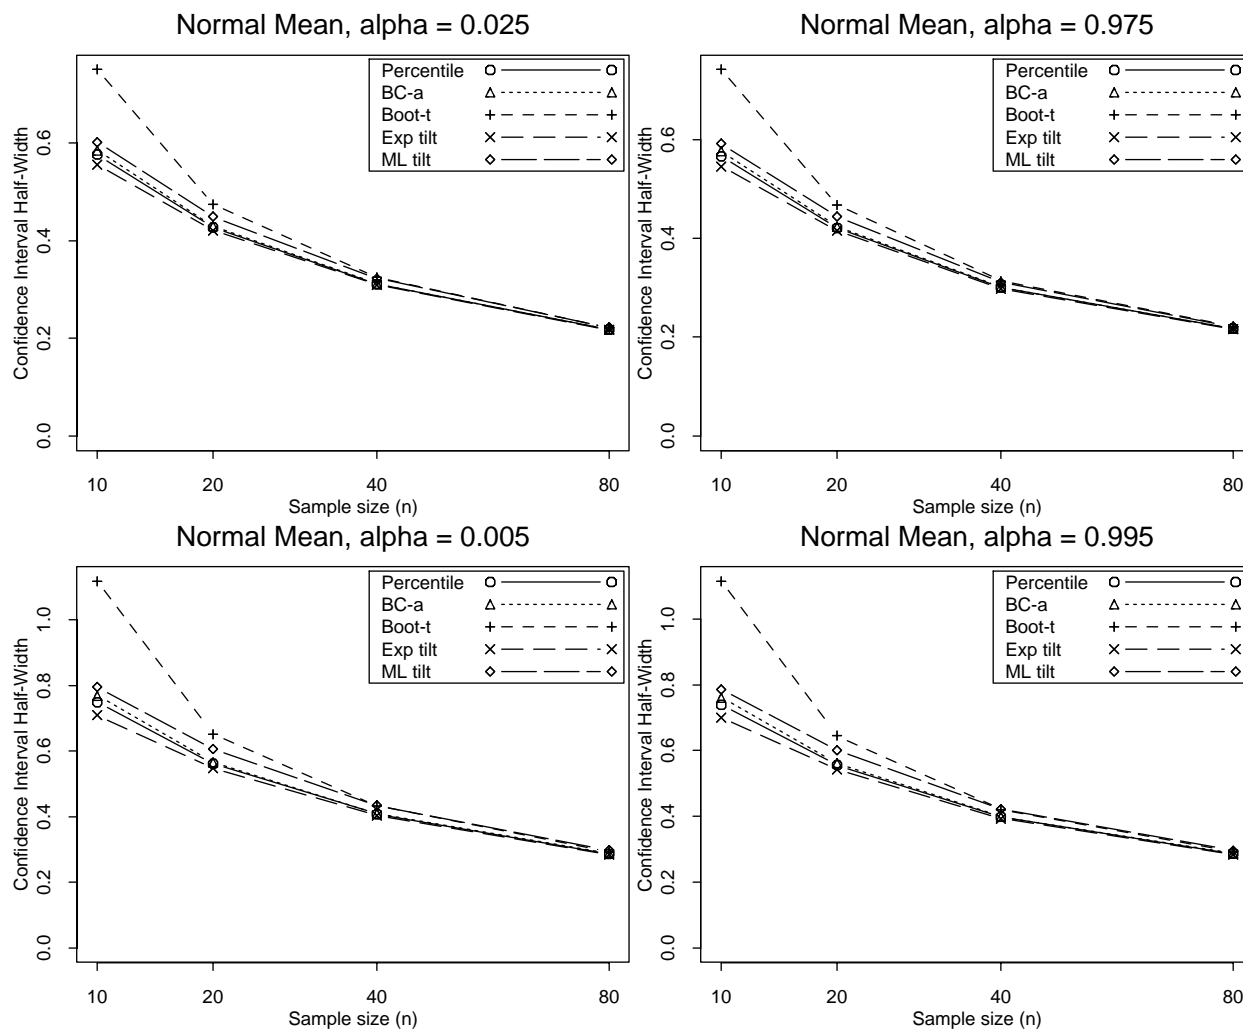 Normal Mean, alpha = 0.025
Confidence Interval Half-Width
0.6
0.4
0.2
0.0
Percentile
BC-a
Boot-t
Exp tilt
ML tilt
10 20 40 80
Sample size (n)
Normal Mean, alpha = 0.975
Confidence Interval Half-Width
0.6
0.4
0.2
0.0
Percentile
BC-a
Boot-t
Exp tilt
ML tilt
10 20 40 80
Sample size (n)
Normal Mean, alpha = 0.005
Confidence Interval Half-Width
1.0
0.8
0.6
0.4
0.2
0.0
Percentile
BC-a
Boot-t
Exp tilt
ML tilt
10 20 40 80
Sample size (n)
Normal Mean, alpha = 0.995
Confidence Interval Half-Width
1.0
0.8
0.6
0.4
0.2
0.0
Percentile
BC-a
Boot-t
Exp tilt
ML tilt
10 20 40 80
Sample size (n)